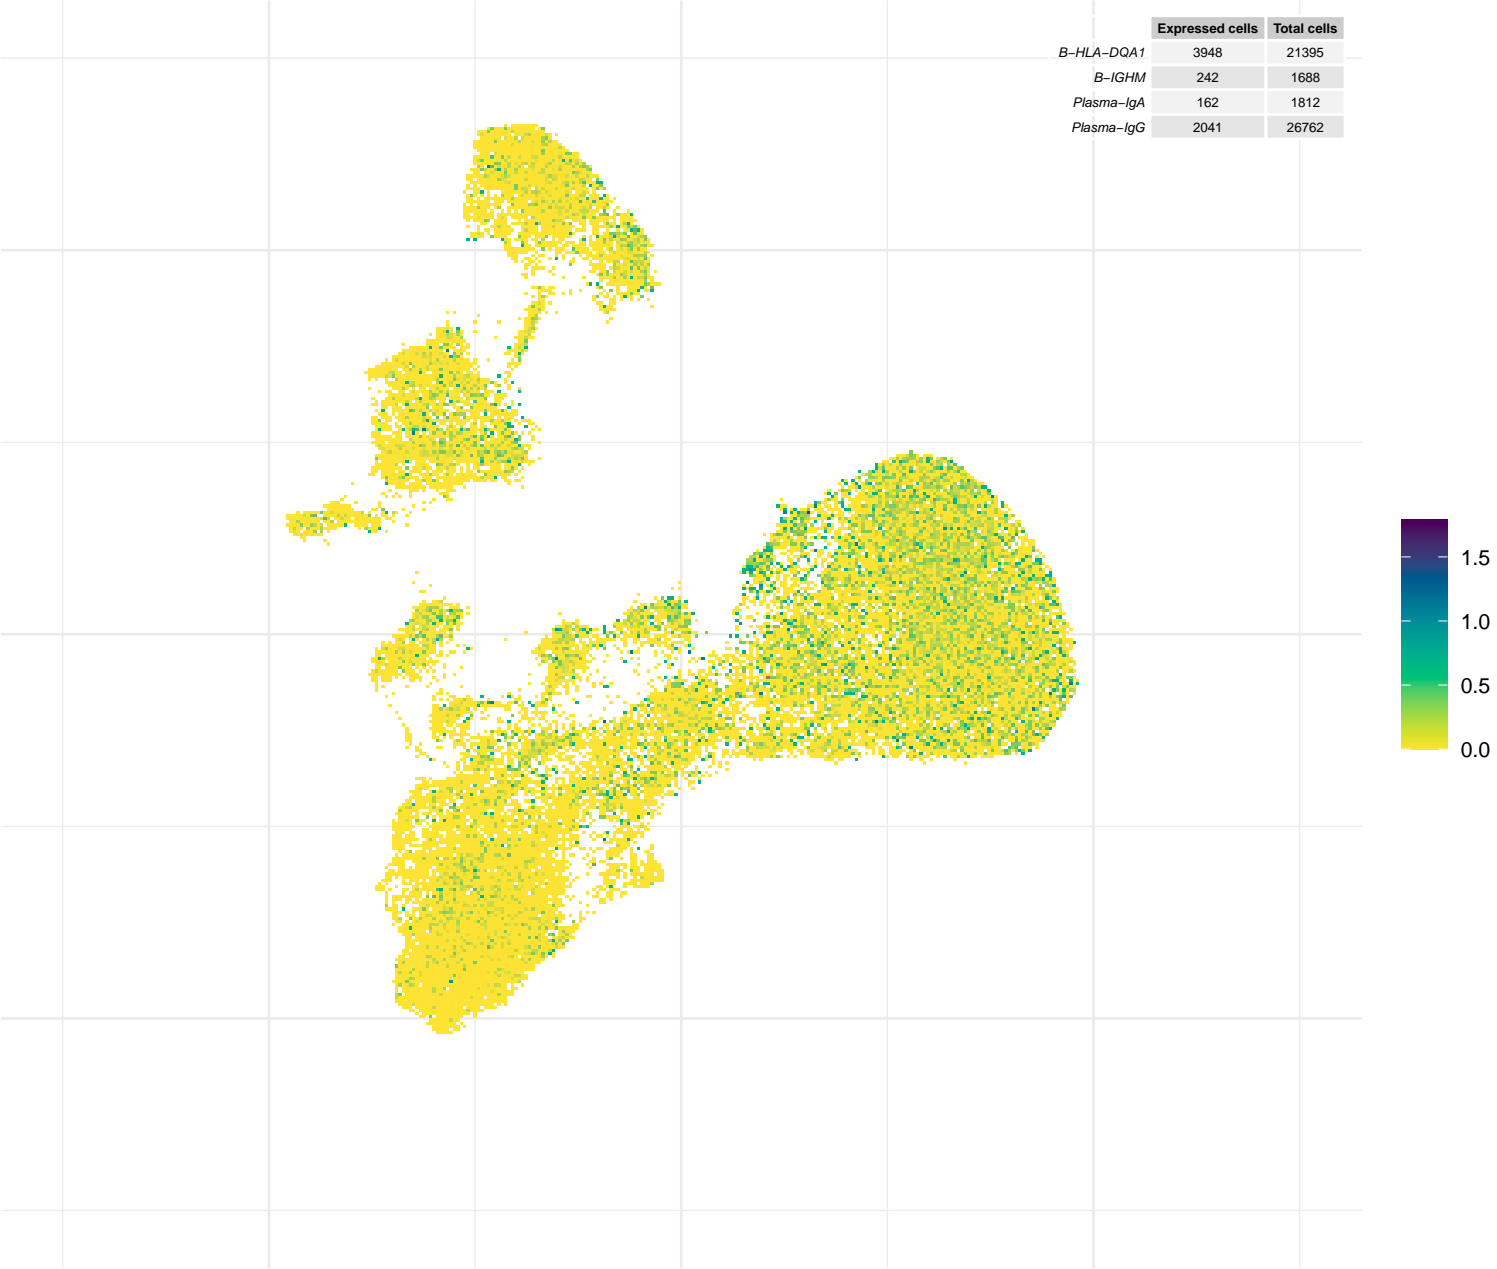 Expressed cells Total cells
B−HLA−DQA1 3948 21395
B−IGHM 242 1688
Plasma−IgA 162 1812
Plasma−IgG 2041 26762
1.5
1.0
0.5
0.0